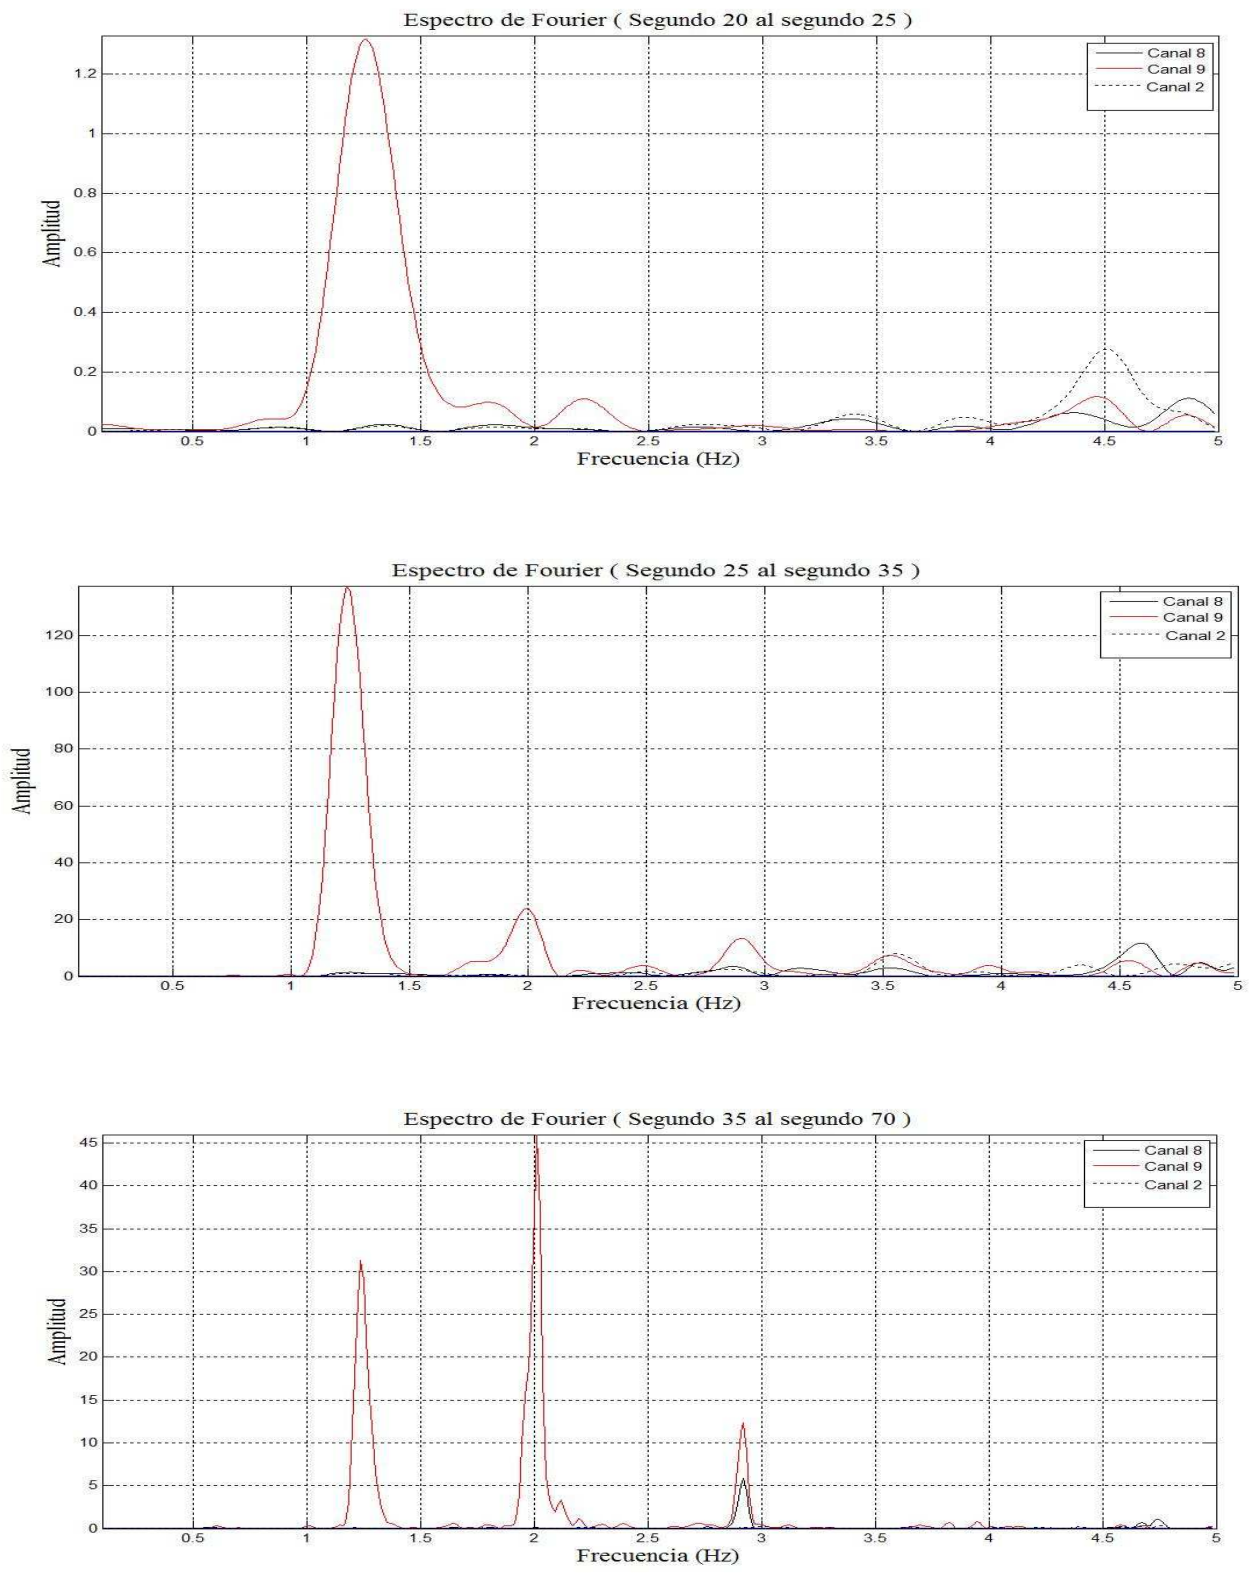 Espectro de Fourier ( Segundo 20 al segundo 25 )
Canal 8
Canal 9
Canal 2
1.2
1
0.8
0.6
0.4
0.2
0
Amplitud
0.5 1 1.5 2 2.5 3 3.5 4 4.5 5
Frecuencia (Hz)
Espectro de Fourier ( Segundo 25 al segundo 35 )
Canal 8
Canal 9
Canal 2
120
100
80
60
40
20
0
Amplitud
0.5 1 1.5 2 2.5 3 3.5 4 4.5 5
Frecuencia (Hz)
Espectro de Fourier ( Segundo 35 al segundo 70 )
Canal 8
Canal 9
Canal 2
45
40
35
30
25
20
15
10
5
0
Amplitud
0.5 1 1.5 2 2.5 3 3.5 4 4.5 5
Frecuencia (Hz)